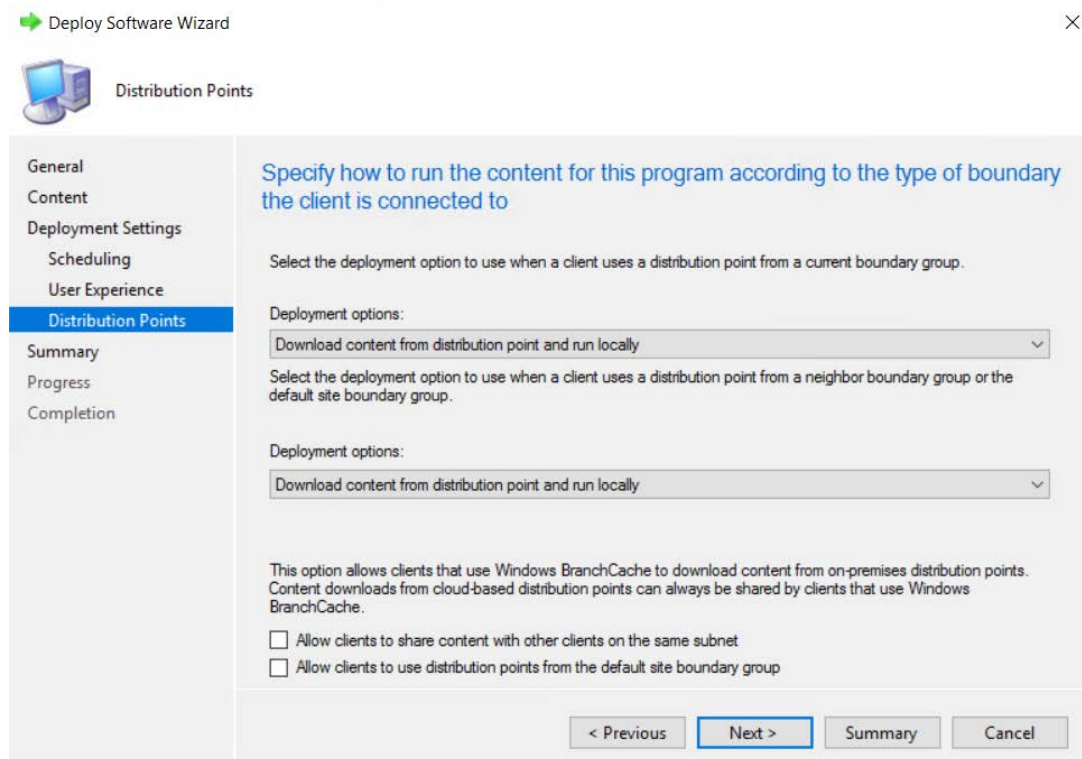 Deploy Software Wizard
Distribution Points
General
Content
Deployment Settings
Scheduling
User Experience
Distribution Points
Summary
Progress
Completion
Specify how to run the content for this program according to the type of boundary
the client is connected to
Select the deployment option to use when a client uses a distribution point from a current boundary group.
Deployment options:
Download content from distribution point and run locally
Select the deployment option to use when a client uses a distribution point from a neighbor boundary group or the
default site boundary group.
Deployment options:
Download content from distribution point and run locally
This option allows clients that use Windows BranchCache to download content from on-premises distribution points.
Content downloads from cloud-based distribution points can always be shared by clients that use Windows
BranchCache.
Allow clients to share content with other clients on the same subnet
Allow clients to use distribution points from the default site boundary group
< Previous
Next >
Summary
Cancel